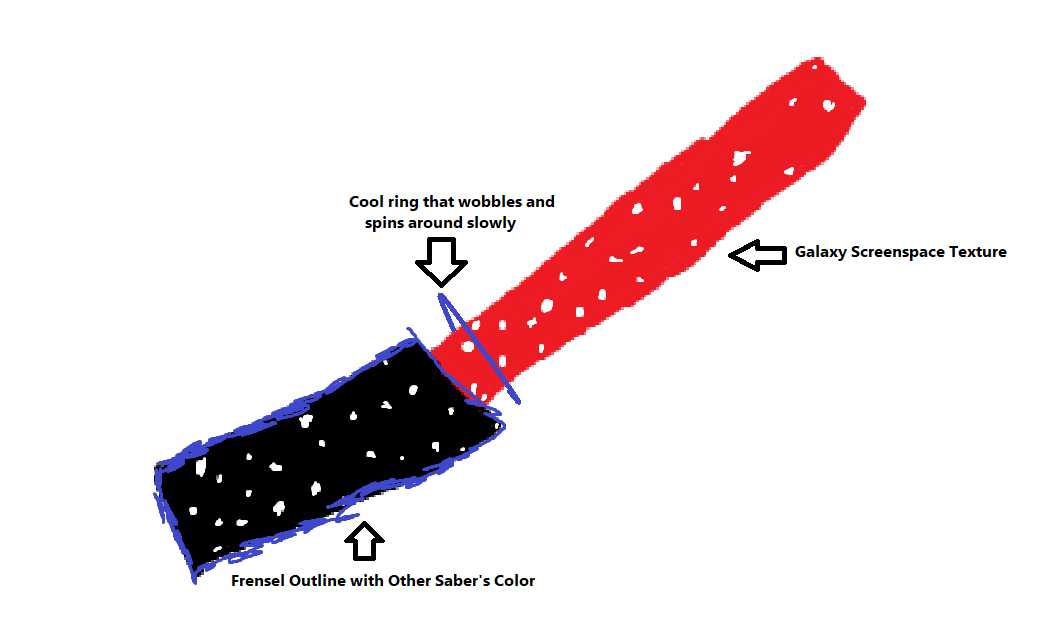 Cool ring that wobbles and
spins around slowly
Galaxy Screenspace Texture
Frensel Outline with Other Saber's Color